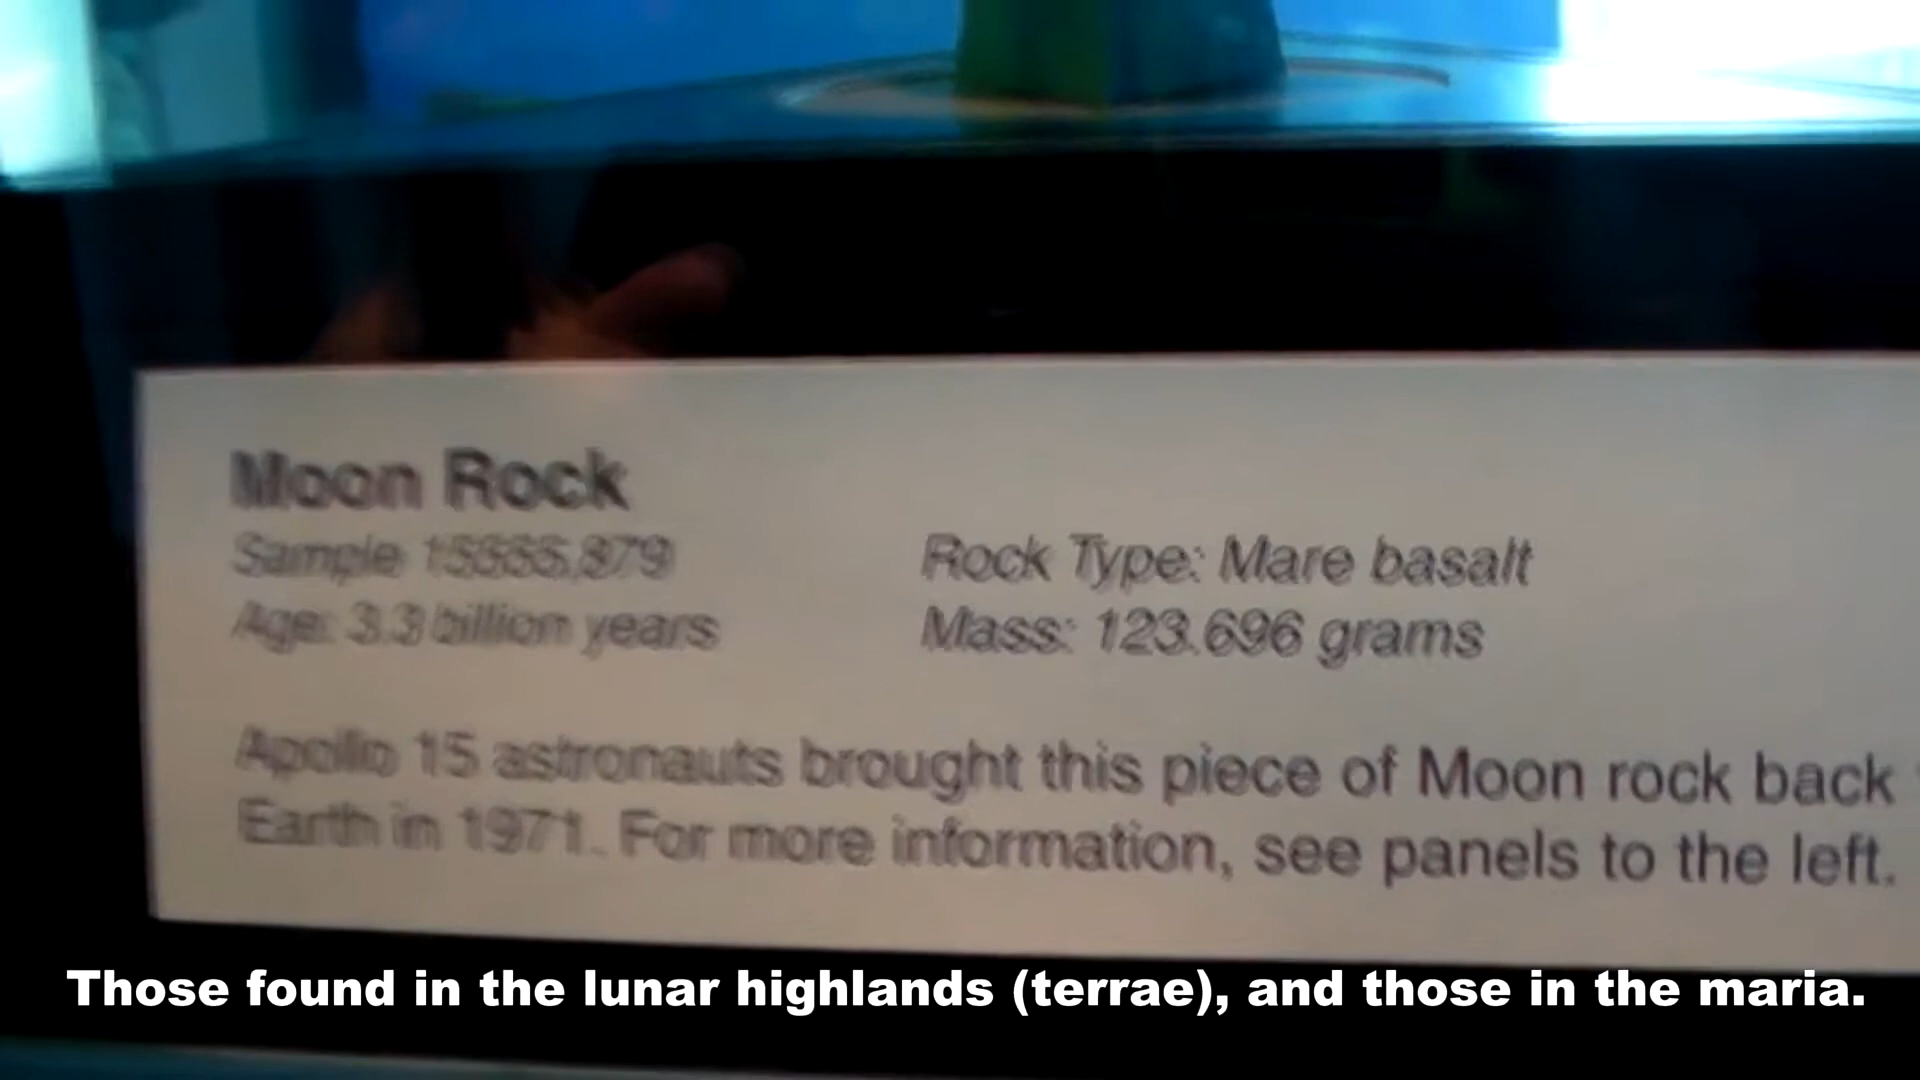 Moon Rock
Sample 15555,879
Age: 3.3 billion years
Rock Type: Mare basalt
Mass: 123.696 grams
Apollo 15 astronauts brought this piece of Moon rock back
Earth in 1971. For more information, see panels to the left.
Those found in the lunar highlands (terrae), and those in the maria.